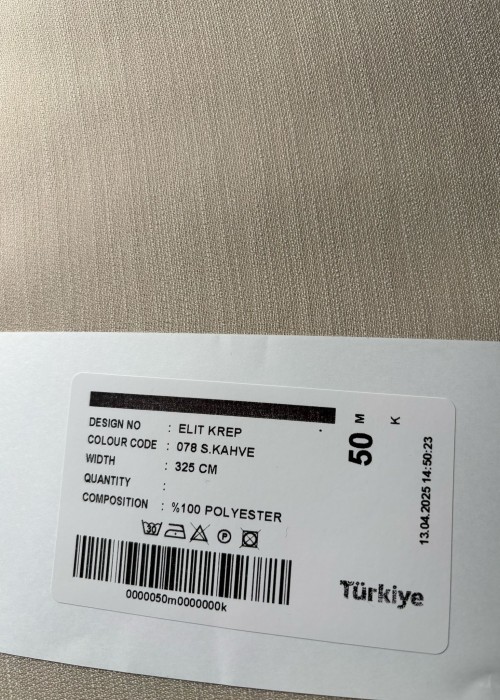 DESIGN NO : ELIT KREP
COLOUR CODE : 078 S.KAHVE
WIDTH : 325 CM
QUANTITY :
COMPOSITION : %100 POLYESTER
30
P
0000050m0000000k
50 M
K
13.04.2025 14:50:23
Türkiye